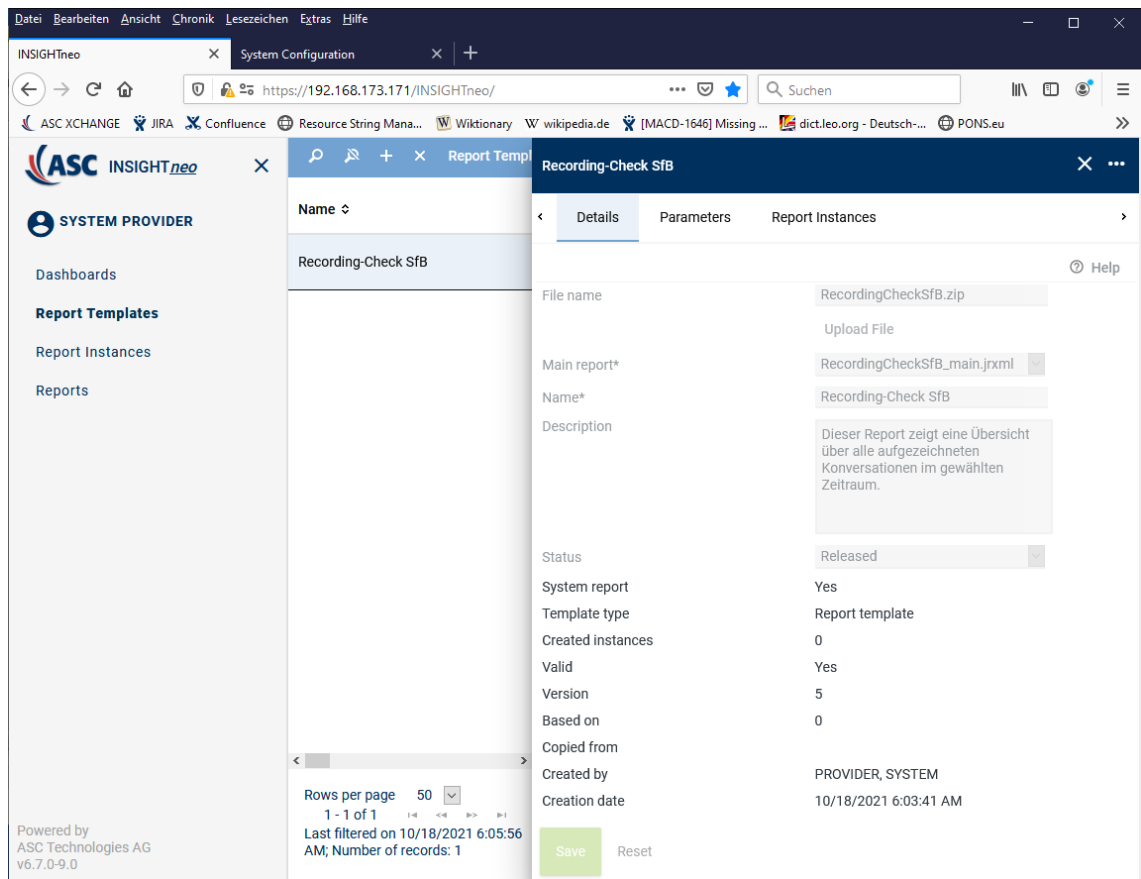 Datei Bearbeiten Ansicht Chronik Lesezeichen Extras Hilfe
INSIGHTneo
System Configuration
https://192.168.173.171/INSIGHTneo/
Suchen
ASC XCHANGE JIRA Confluence Resource String Mana... Wiktionary wikipedia.de [MACD-1646] Missing ... dict.leo.org - Deutsch-... PONS.eu
ASC INSIGHTneo
SYSTEM PROVIDER
Dashboards
Report Templates
Report Instances
Reports
Powered by
ASC Technologies AG
v6.7.0-9.0
Report Templ
Name
Recording-Check SfB
Rows per page 50
1 - 1 of 1
Last filtered on 10/18/2021 6:05:56
AM; Number of records: 1
Recording-Check SfB
Details Parameters Report Instances
Help
File name RecordingCheckSfB.zip
Upload File
Main report* RecordingCheckSfB_main.jrxml
Name* Recording-Check SfB
Description Dieser Report zeigt eine Übersicht
über alle aufgezeichneten
Konversationen im gewählten
Zeitraum.
Status Released
System report Yes
Template type Report template
Created instances 0
Valid Yes
Version 5
Based on 0
Copied from
Created by PROVIDER, SYSTEM
Creation date 10/18/2021 6:03:41 AM
Save Reset